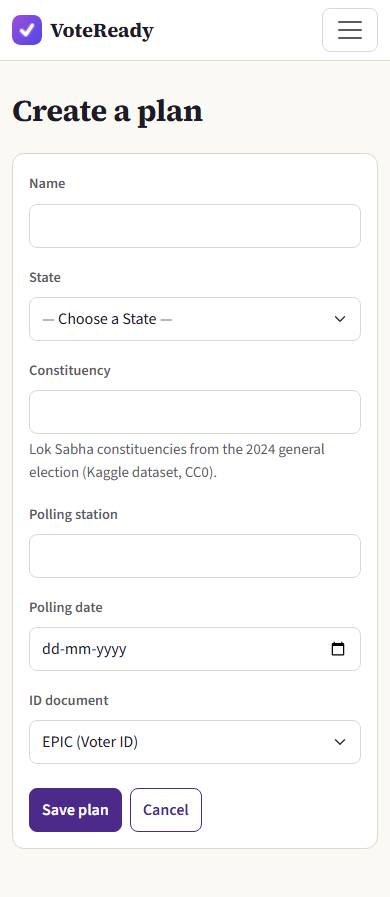 VoteReady
Create a plan
Name
State
— Choose a State —
Constituency
Lok Sabha constituencies from the 2024 general
election (Kaggle dataset, CC0).
Polling station
Polling date
dd-mm-yyyy
ID document
EPIC (Voter ID)
Save plan
Cancel